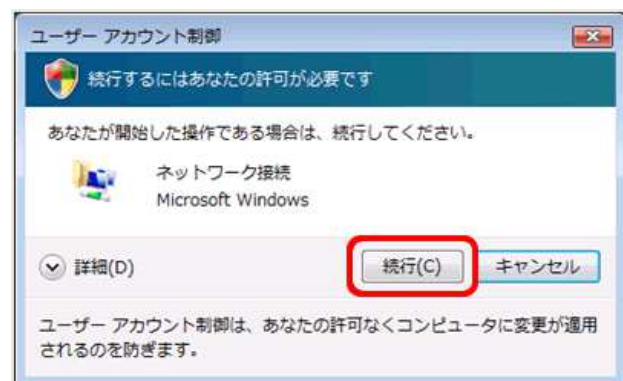 ユーザー アカウント制御
続行するにはあなたの許可が必要です
あなたが開始した操作である場合は、続行してください。
ネットワーク接続
Microsoft Windows
詳細(D)
続行(C)
キャンセル
ユーザー アカウント制御は、あなたの許可なくコンピュータに変更が適用
されるのを防ぎます。